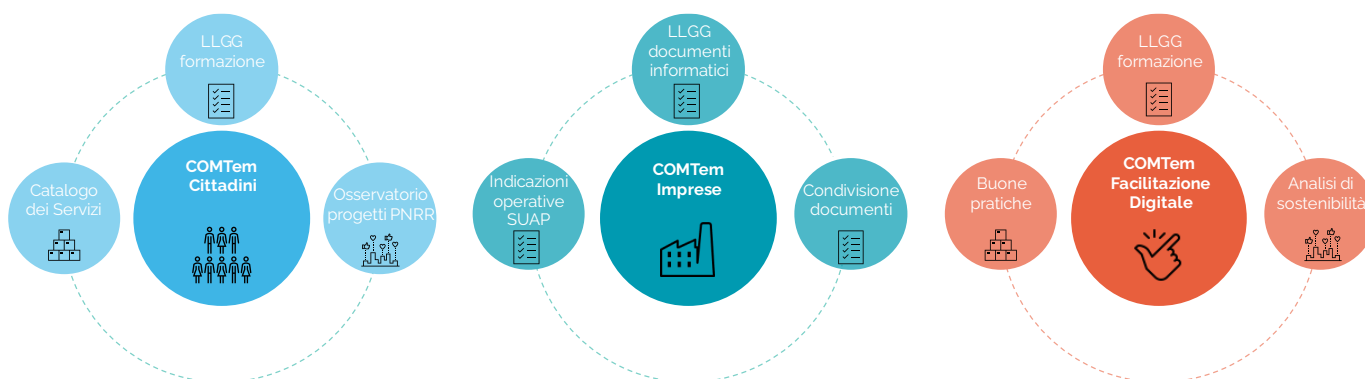 LLGG
formazione
COMTem
Cittadini
Catalogo
dei Servizi
Osservatorio
progetti PNRR
LLGG
documenti
informatici
COMTem
Imprese
Indicazioni
operative
SUAP
Condivisione
documenti
LLGG
formazione
COMTem
Facilitazione
Digitale
Buone
pratiche
Analisi di
sostenibilità